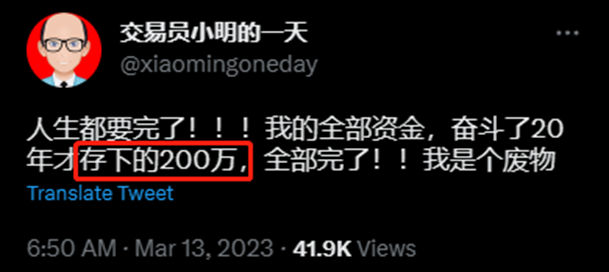 交易员小明的一天
@xiaomingoneday
人生都要完了！！！我的全部资金，奋斗了20
年才存下的200万，全部完了！！我是个废物
Translate Tweet
6:50 AM · Mar 13, 2023 · 41.9K Views